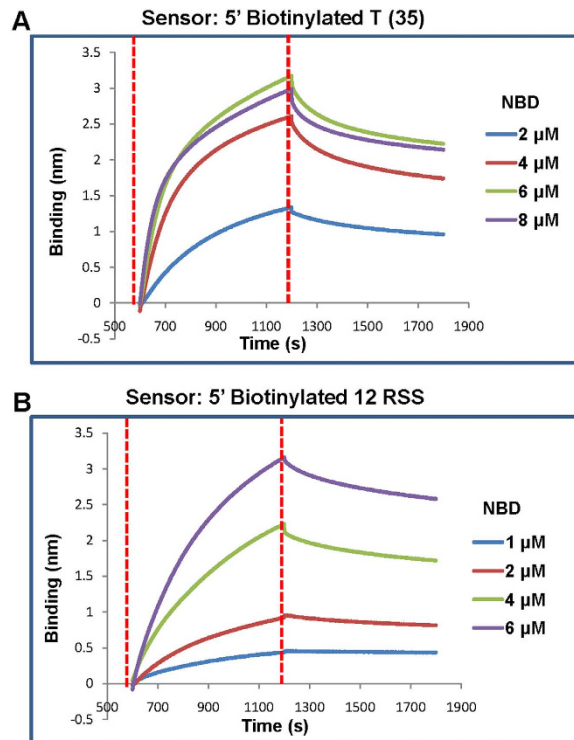 A
Sensor: 5' Biotinylated T (35)
3.5
3
2.5
2
1.5
1
0.5
0
-0.5
Binding (nm)
500 700 900 1100 1300 1500 1700 1900
Time (s)
NBD
2 µM
4 µM
6 µM
8 µM
B
Sensor: 5' Biotinylated 12 RSS
3.5
3
2.5
2
1.5
1
0.5
0
-0.5
Binding (nm)
500 700 900 1100 1300 1500 1700 1900
Time (s)
NBD
1 µM
2 µM
4 µM
6 µM